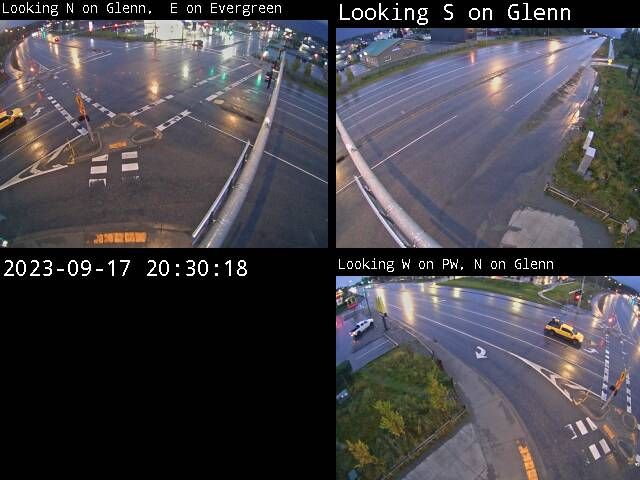 Looking N on Glenn, E on Evergreen
Looking S on Glenn
2023-09-17 20:30:18
Looking W on PW, N on Glenn